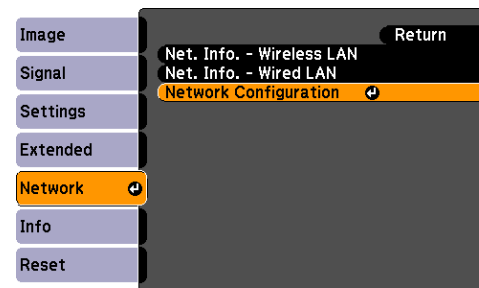 Image
Signal
Settings
Extended
Network
Info
Reset
Return
Net. Info. - Wireless LAN
Net. Info. - Wired LAN
Network Configuration